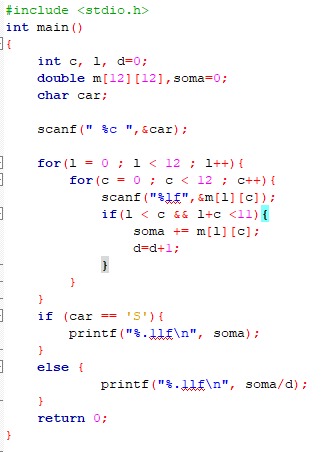 #include <stdio.h>
int main()
{
int c, l, d=0;
double m[12][12],soma=0;
char car;
scanf(" %c ",&car);
for(l = 0 ; l < 12 ; l++){
for(c = 0 ; c < 12 ; c++){
scanf("%lf",&m[l][c]);
if(l < c && l+c <11){
soma += m[l][c];
d=d+1;
}
}
}
if (car == 'S'){
printf("%.1lf\n", soma);
}
else {
printf("%.1lf\n", soma/d);
}
return 0;
}